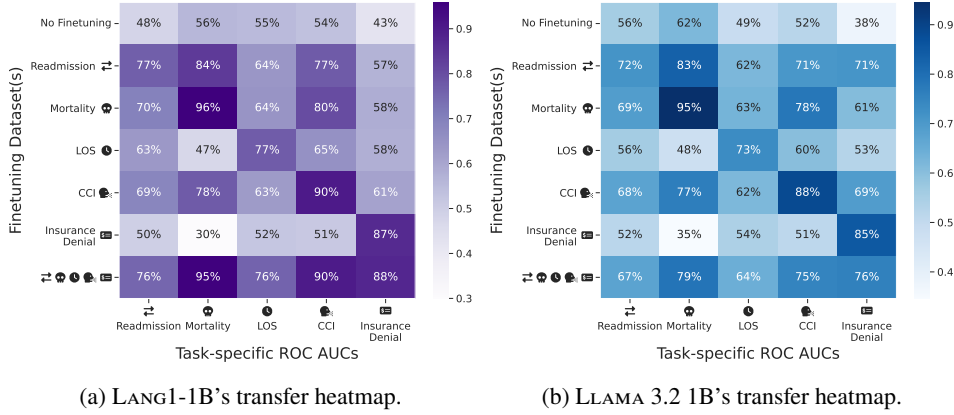 No Finetuning 48% 56% 55% 54% 43%
Readmission 77% 84% 64% 77% 57%
Mortality 70% 96% 64% 80% 58%
LOS 63% 47% 77% 65% 58%
CCI 69% 78% 63% 90% 61%
Insurance
Denial 50% 30% 52% 51% 87%
76% 95% 76% 90% 88%
Finetuning Dataset(s)
0.9
0.8
0.7
0.6
0.5
0.4
0.3
Readmission Mortality LOS CCI Insurance
Denial
Task-specific ROC AUCs
(a) LANG1-1B's transfer heatmap.
No Finetuning 56% 62% 49% 52% 38%
Readmission 72% 83% 62% 71% 71%
Mortality 69% 95% 63% 78% 61%
LOS 56% 48% 73% 60% 53%
CCI 68% 77% 62% 88% 69%
Insurance
Denial 52% 35% 54% 51% 85%
67% 79% 64% 75% 76%
Finetuning Dataset(s)
0.9
0.8
0.7
0.6
0.5
0.4
Readmission Mortality LOS CCI Insurance
Denial
Task-specific ROC AUCs
(b) LLAMA 3.2 1B's transfer heatmap.